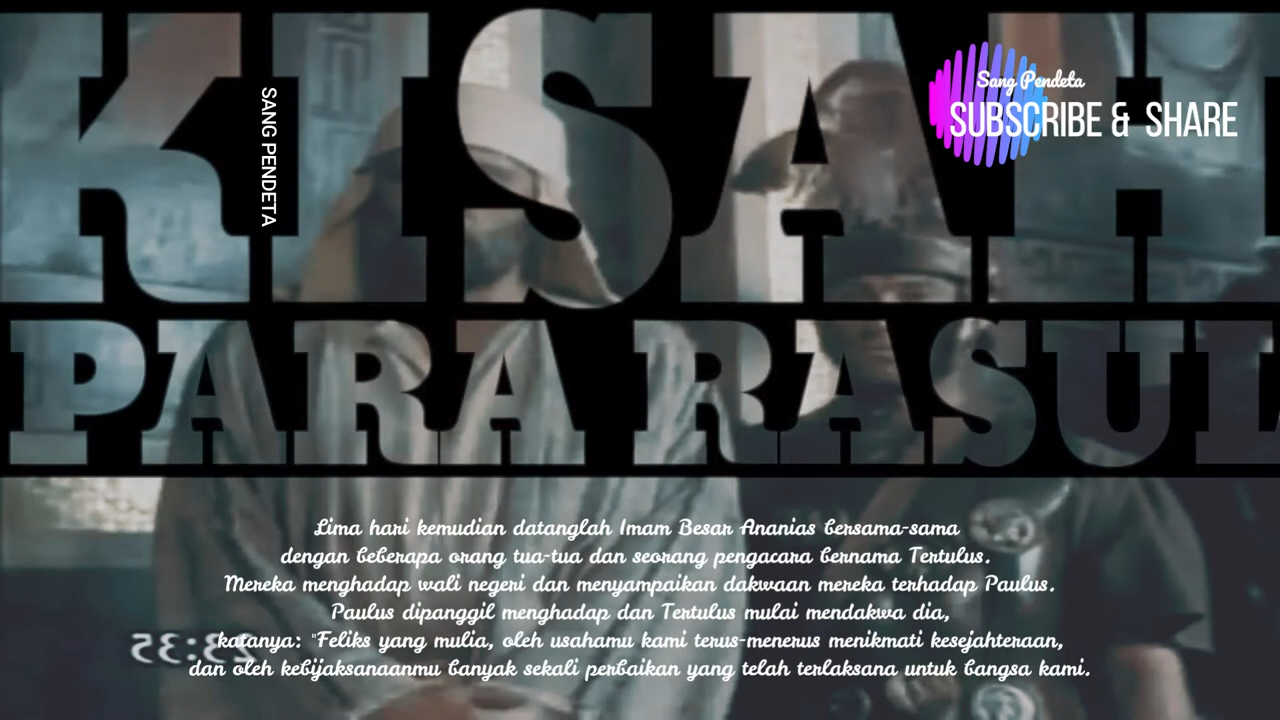 KISAH
PARA RASUL
SANG PENDETA
Sang Pendeta
SUBSCRIBE & SHARE
Lima hari kemudian datanglah Imam Besar Ananias bersama-sama
dengan beberapa orang tua-tua dan seorang pengacara bernama Tertulus.
Mereka menghadap wali negeri dan menyampaikan dakwaan mereka terhadap Paulus.
Paulus dipanggil menghadap dan Tertulus mulai mendakwa dia,
katanya: "Feliks yang mulia, oleh usahamu kami terus-menerus menikmati kesejahteraan,
dan oleh kebijaksanaanmu banyak sekali perbaikan yang telah terlaksana untuk bangsa kami.